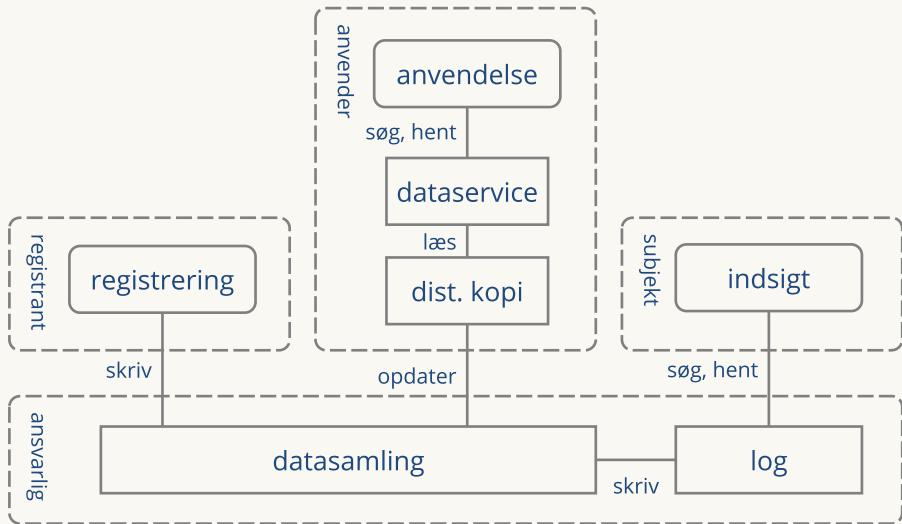 anvender
anvendelse
søg, hent
dataservice
læs
dist. kopi
registrant
registrering
subjekt
indsigt
skriv
opdater
søg, hent
ansvarlig
datasamling
skriv
log